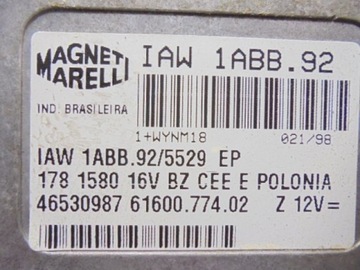 MAGNETI MARELLI
IAW 1ABB.92
IND. BRASILEIRA
1+WYNM18
021/98
IAW 1ABB.92/5529 EP
178 1580 16V BZ CEE E POLONIA
46530987 61600.774.02 Z 12V=